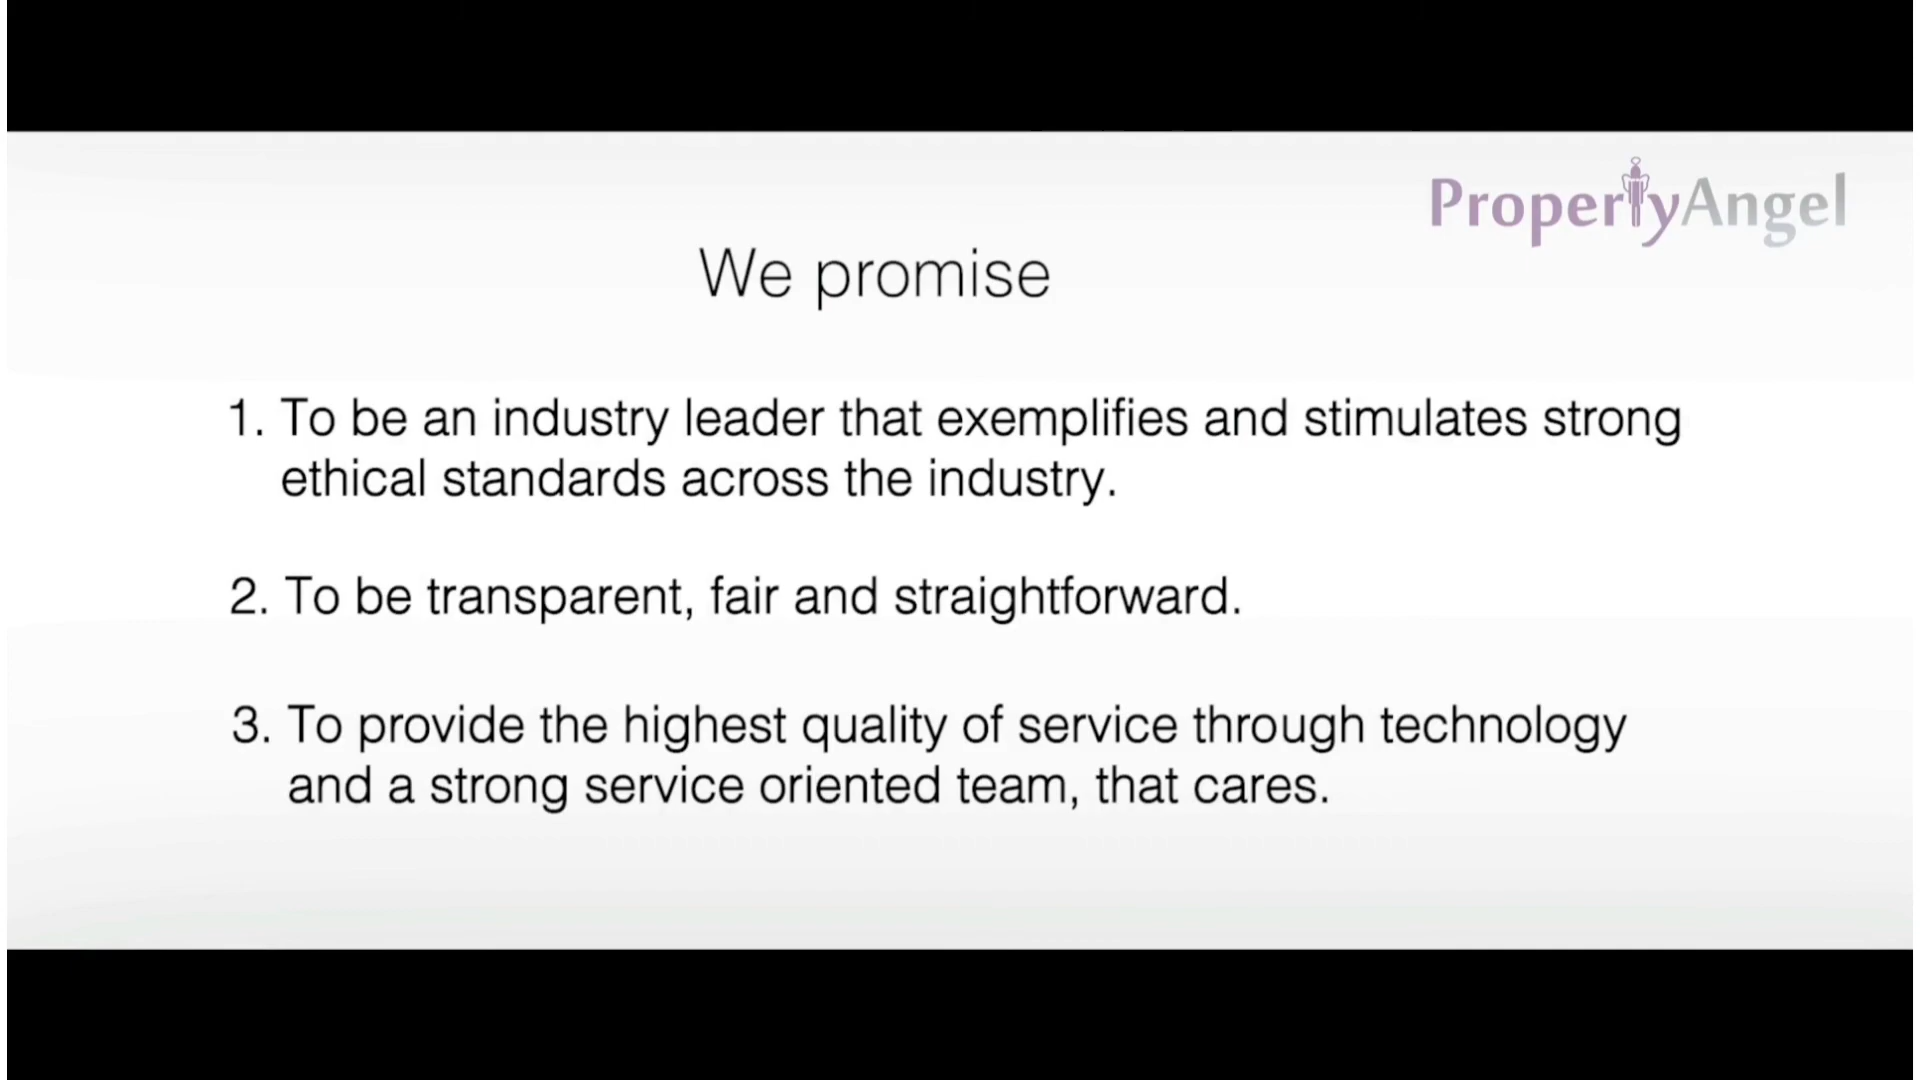 PropertyAngel
We promise
1. To be an industry leader that exemplifies and stimulates strong
ethical standards across the industry.
2. To be transparent, fair and straightforward.
3. To provide the highest quality of service through technology
and a strong service oriented team, that cares.